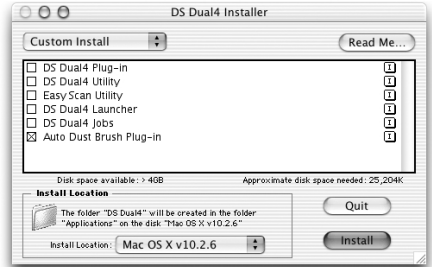 DS Dual4 Installer
Custom Install
Read Me...
DS Dual4 Plug-in
DS Dual4 Utility
EasyScan Utility
DS Dual4 Launcher
DS Dual4 Jobs
Auto Dust Brush Plug-in
Disk space available: > 4GB Approximate disk space needed: 25,204K
Install Location
The folder "DS Dual4" will be created in the folder
"Applications" on the disk "Mac OS X v10.2.6"
Install Location: Mac OS X v10.2.6
Quit
Install